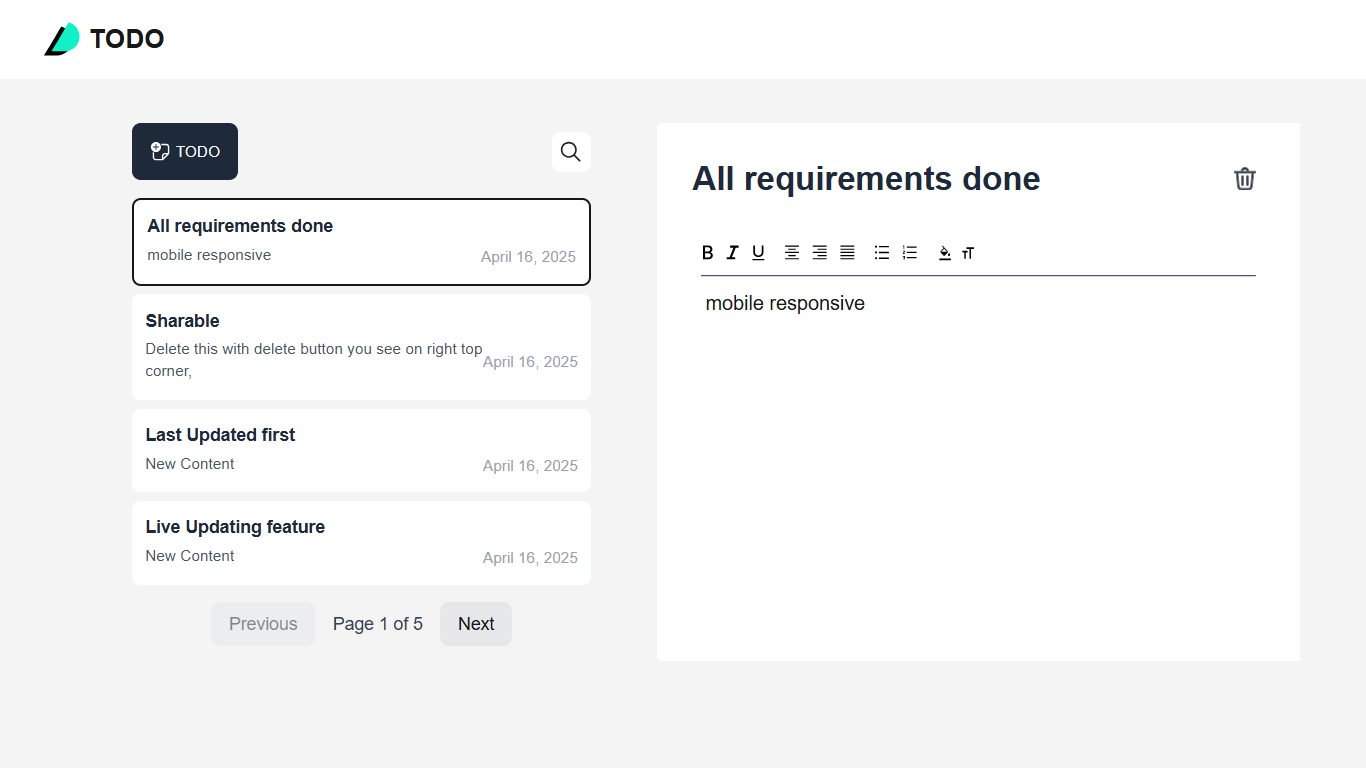 TODO
TODO
All requirements done
mobile responsive
April 16, 2025
Sharable
Delete this with delete button you see on right top
corner,
April 16, 2025
Last Updated first
New Content
April 16, 2025
Live Updating feature
New Content
April 16, 2025
Previous
Page 1 of 5
Next
All requirements done
B I U
mobile responsive